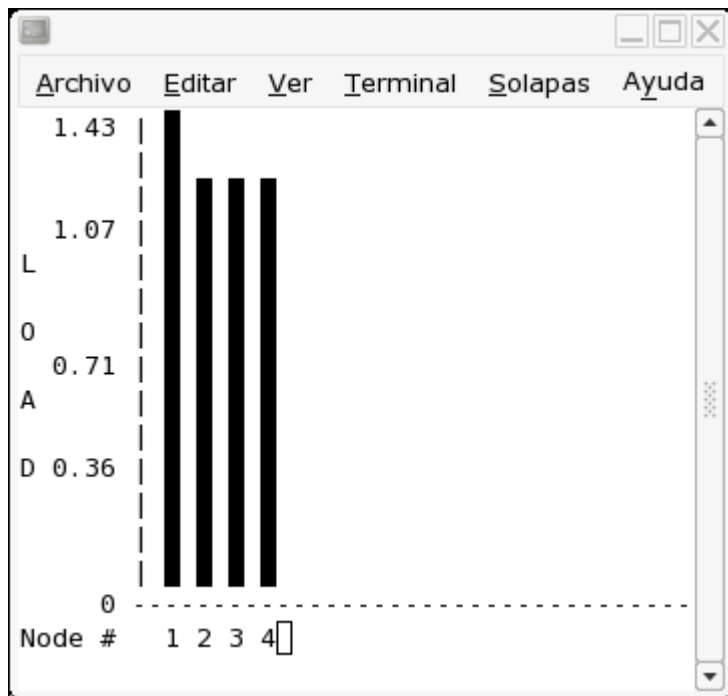 Archivo Editar Ver Terminal Solapas Ayuda
1.43 |
|
|
1.07 |
L |
|
O |
0.71 |
A |
|
D 0.36 |
|
|
|
0 -----------------------------------
Node # 1 2 3 4